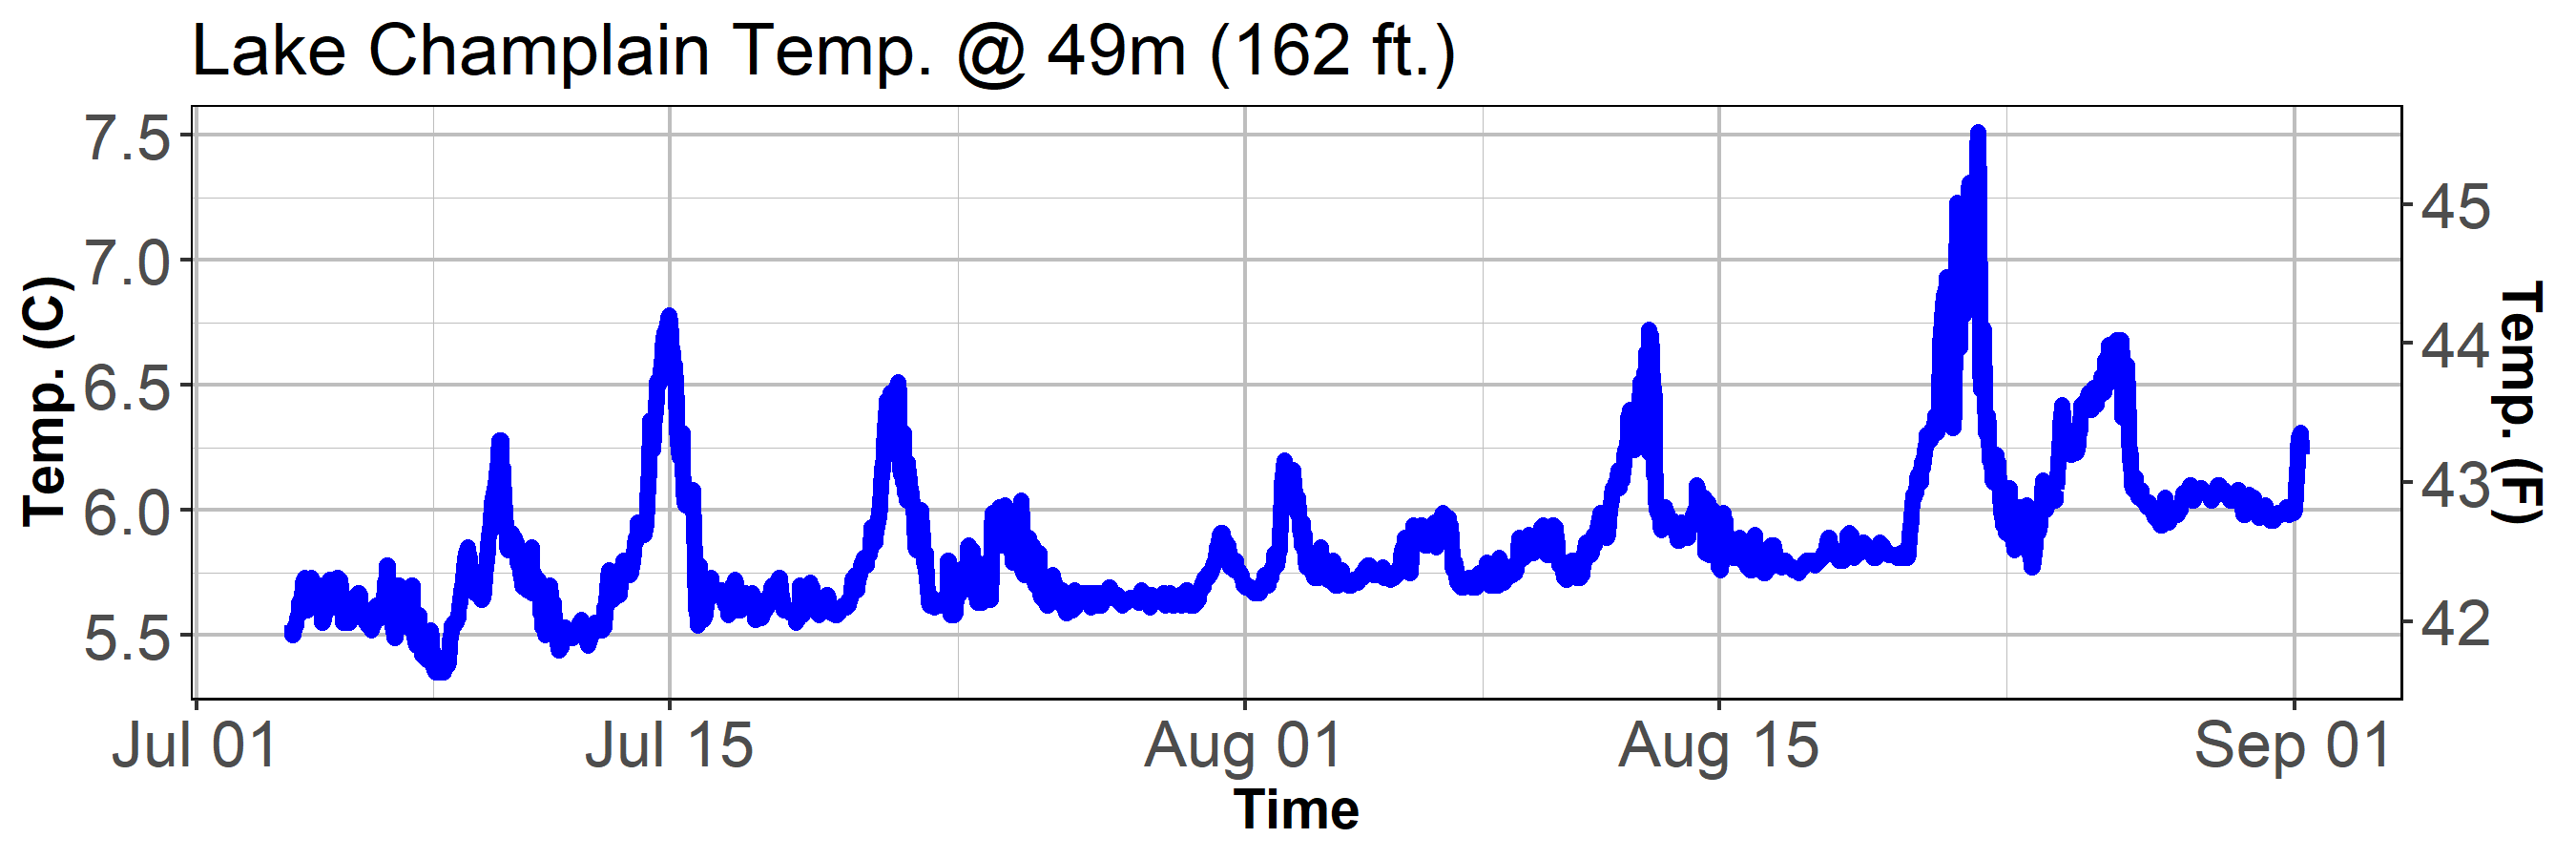 Lake Champlain Temp. @ 49m (162 ft.)
Temp. (C)
7.5
7.0
6.5
6.0
5.5
45
44
43
42
Temp. (F)
Jul 01 Jul 15 Aug 01 Aug 15 Sep 01
Time